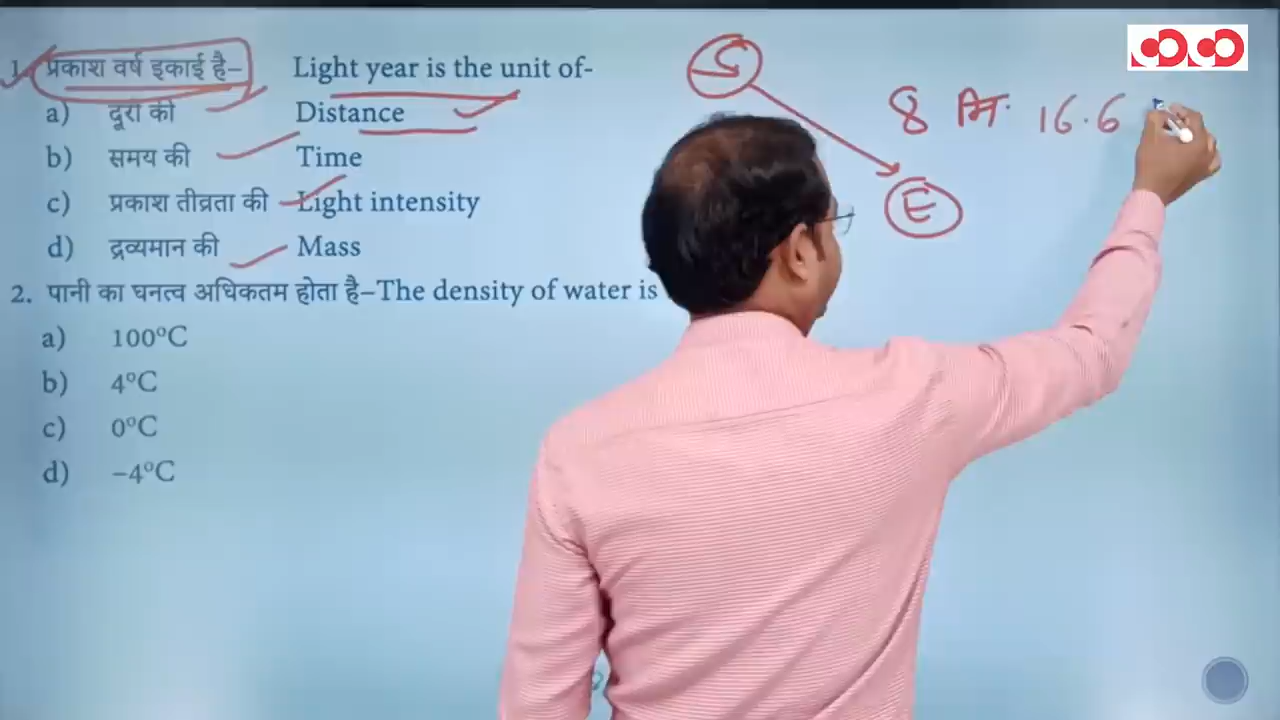 1. प्रकाश वर्ष इकाई है– Light year is the unit of-
a) दूरी की Distance
b) समय की Time
c) प्रकाश तीव्रता की Light intensity
d) द्रव्यमान की Mass
2. पानी का घनत्व अधिकतम होता है–The density of water is
a) 100°C
b) 4°C
c) 0°C
d) –4°C
S
8 मि. 16.6
E